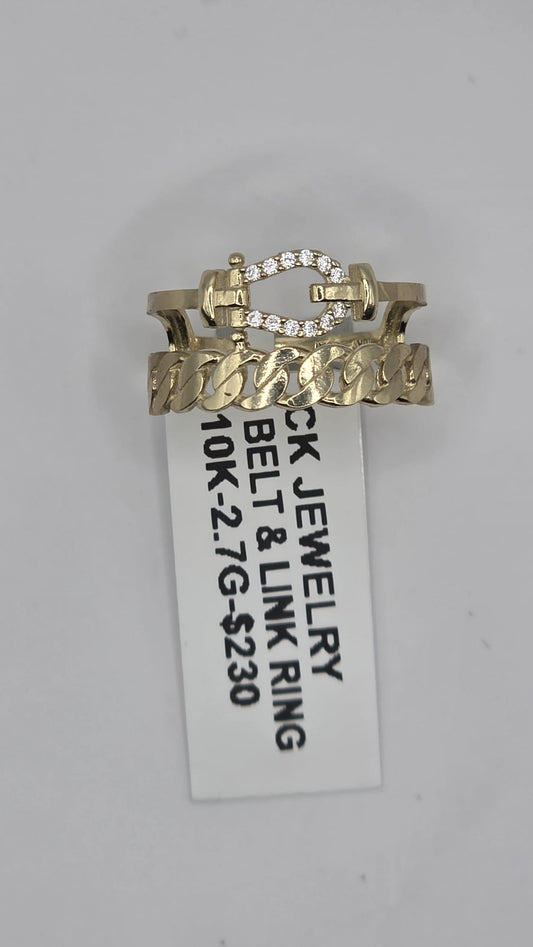 CK JEWELRY
BELT & LINK RING
10K-2.7G-$230